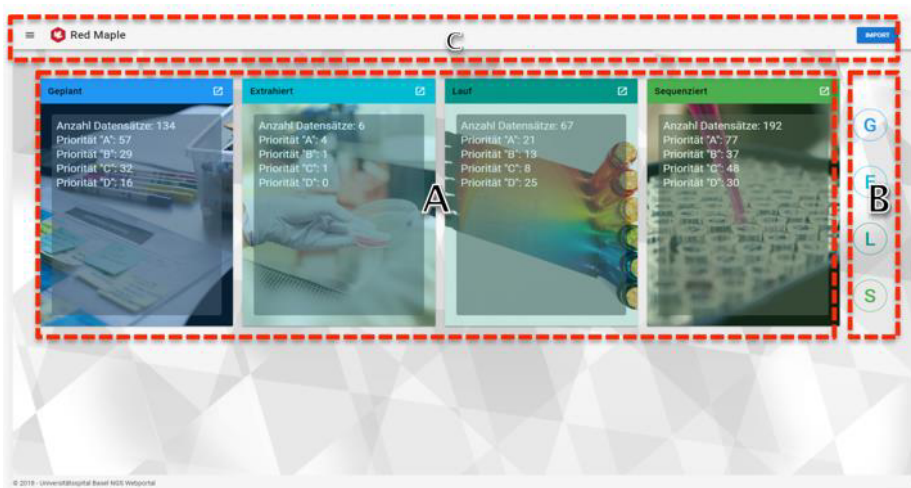 C
Red Maple
IMPORT
Geplant
Anzahl Datensätze: 134
Priorität "A": 57
Priorität "B": 29
Priorität "C": 32
Priorität "D": 16
Extrahiert
Anzahl Datensätze: 6
Priorität "A": 4
Priorität "B": 1
Priorität "C": 1
Priorität "D": 0
Lauf
Anzahl Datensätze: 67
Priorität "A": 21
Priorität "B": 13
Priorität "C": 8
Priorität "D": 25
Sequenziert
Anzahl Datensätze: 192
Priorität "A": 77
Priorität "B": 37
Priorität "C": 48
Priorität "D": 30
A
G
E
B
L
S
© 2018 - Universitätsspital Basel NGS Webportal